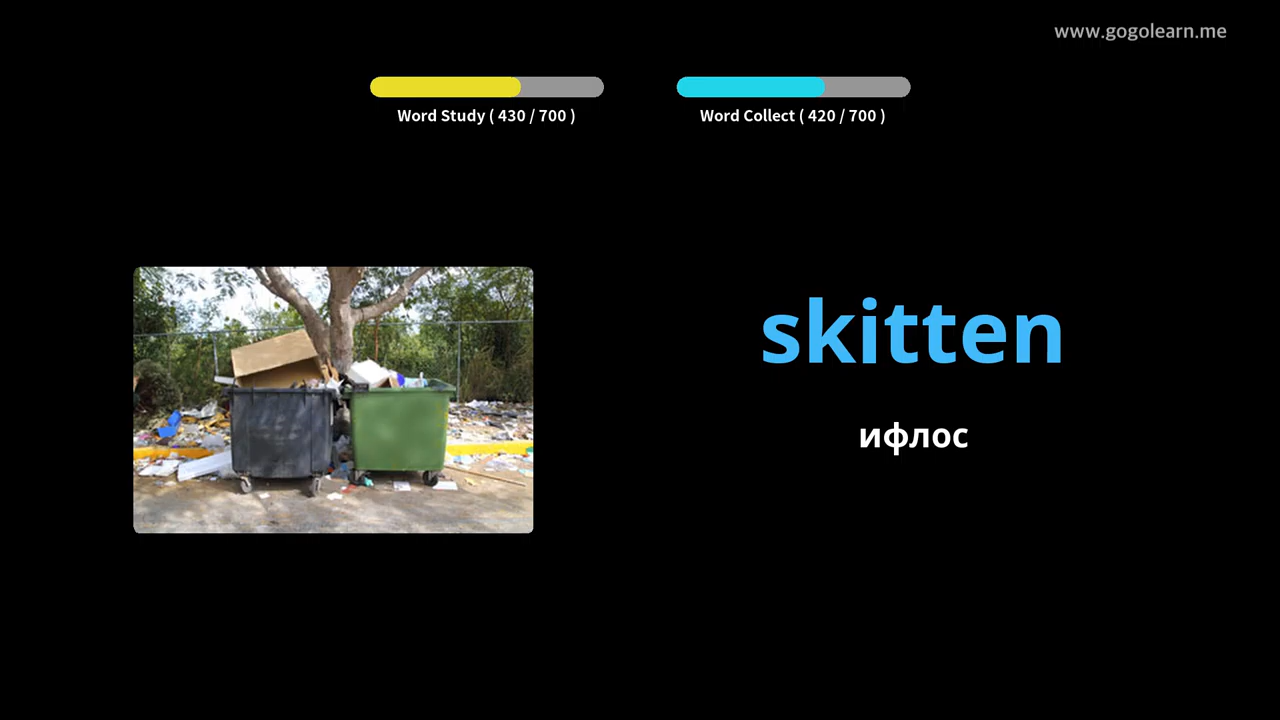 www.gogolearn.me
Word Study ( 430 / 700 )
Word Collect ( 420 / 700 )
skitten
ифлос